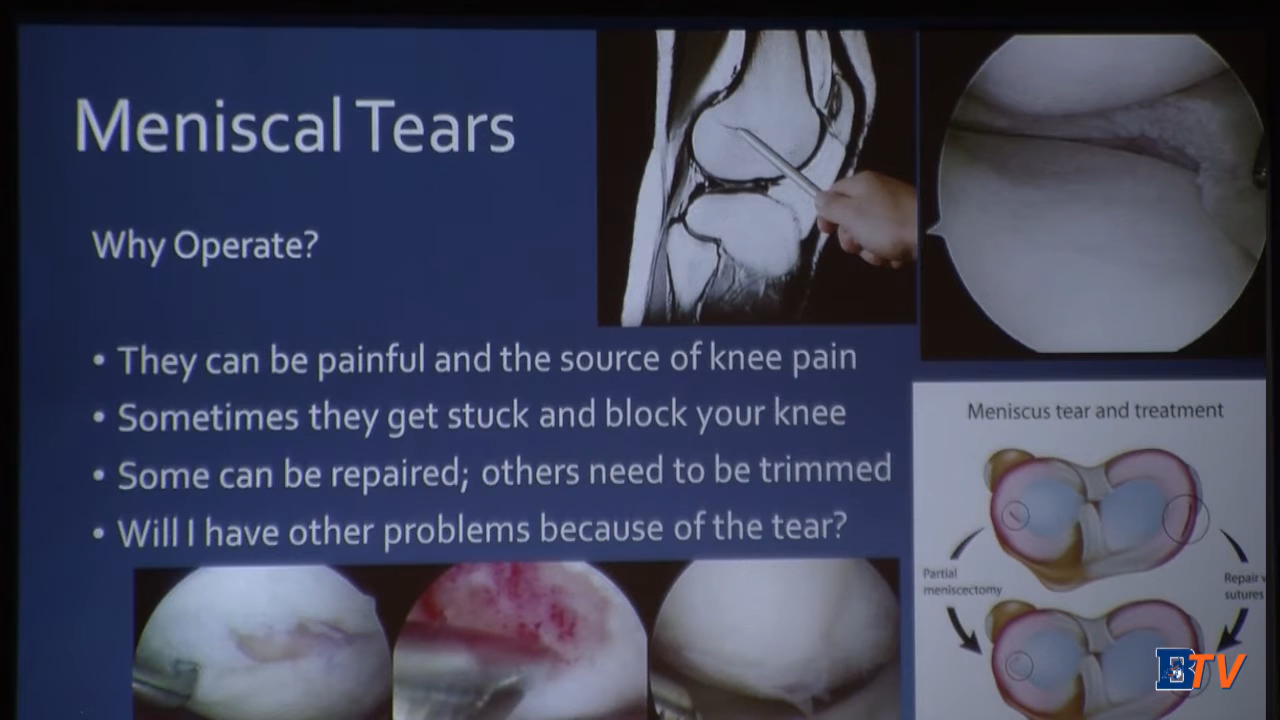 Meniscal Tears
Why Operate?
• They can be painful and the source of knee pain
• Sometimes they get stuck and block your knee
• Some can be repaired; others need to be trimmed
• Will I have other problems because of the tear?
Meniscus tear and treatment
Partial
meniscectomy
Repair
sutures
BTV